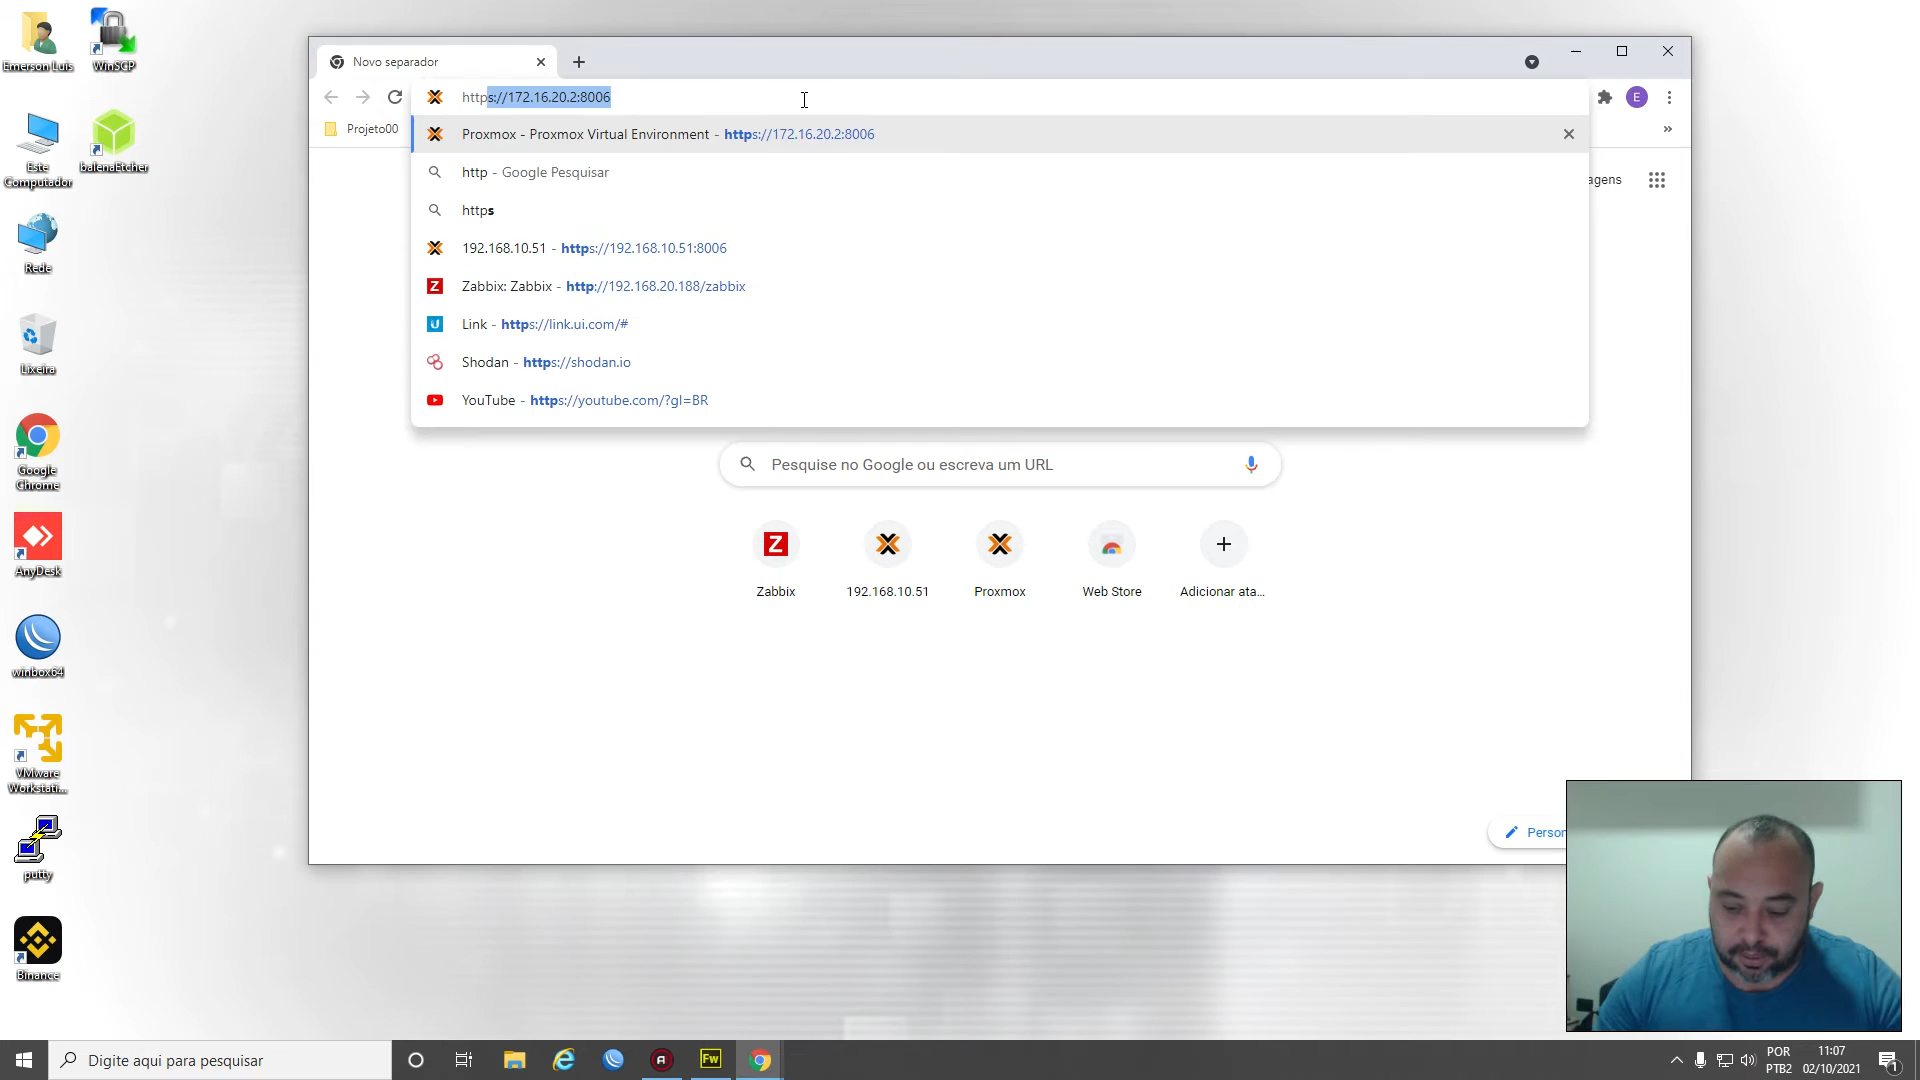 Emerson Luis
WinSCP
Este
Computador
balenaEtcher
Rede
Lixeira
Google
Chrome
AnyDesk
winbox64
VMware
Workstati...
putty
Binance
Novo separador
https://172.16.20.2:8006
E
Projeto00
»
Proxmox - Proxmox Virtual Environment - https://172.16.20.2:8006
http - Google Pesquisar
https
192.168.10.51 - https://192.168.10.51:8006
Z Zabbix: Zabbix - http://192.168.20.188/zabbix
U Link - https://link.ui.com/#
Shodan - https://shodan.io
YouTube - https://youtube.com/?gl=BR
agens
Pesquise no Google ou escreva um URL
Z
Zabbix
192.168.10.51
Proxmox
Web Store
Adicionar ata...
Person
Digite aqui para pesquisar
Fw
POR
PTB2
11:07
02/10/2021
1